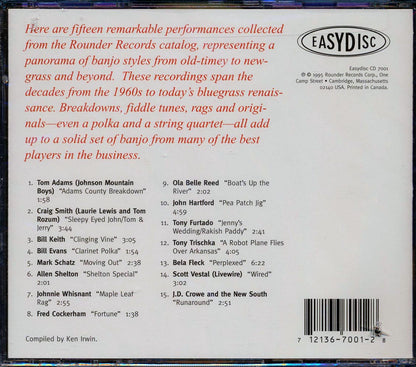 Here are fifteen remarkable performances collected
from the Rounder Records catalog, representing a
panorama of banjo styles from old-timey to new-
grass and beyond. These recordings span the
decades from the 1960s to today's bluegrass renais-
sance. Breakdowns, fiddle tunes, rags and origi-
nals—even a polka and a string quartet—all add
up to a solid set of banjo from many of the best
players in the business.
EASYDISC
Easydisc CD 7001
℗ © 1995 Rounder Records Corp., One
Camp Street • Cambridge, Massachusetts
02140 USA. Printed in Canada.
1. Tom Adams (Johnson Mountain
Boys) "Adams County Breakdown"
1:58
2. Craig Smith (Laurie Lewis and Tom
Rozum) "Sleepy Eyed John/Tom &
Jerry" 3:44
3. Bill Keith "Clinging Vine" 3:05
4. Bill Evans "Clarinet Polka" 1:54
5. Mark Schatz "Moving Out" 2:38
6. Allen Shelton "Shelton Special"
2:01
7. Johnnie Whisnant "Maple Leaf
Rag" 2:55
8. Fred Cockerham "Fortune" 1:38
9. Ola Belle Reed "Boat's Up the
River" 2:02
10. John Hartford "Pea Patch Jig"
4:59
11. Tony Furtado "Jenny's
Wedding/Rakish Paddy" 2:41
12. Tony Trischka "A Robot Plane Flies
Over Arkansas" 4:05
13. Bela Fleck "Perplexed" 6:22
14. Scott Vestal (Livewire) "Wired"
3:32
15. J.D. Crowe and the New South
"Runaround" 2:51
Compiled by Ken Irwin.
7 12136-7001-2 8